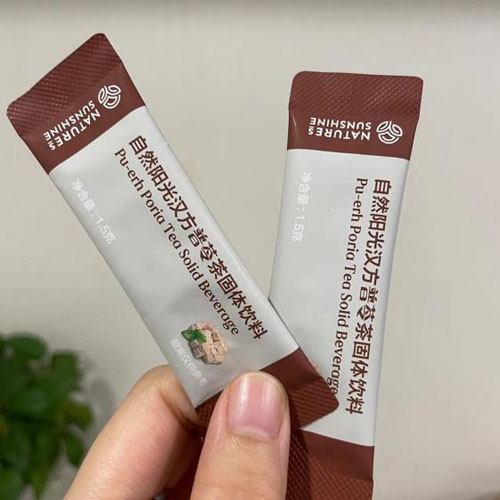 NATURE'S
SUNSHINE
自然阳光汉方普苓茶固体饮料
Pu-erh Poria Tea Solid Beverage
净含量:1.5克
NATURE'S
SUNSHINE
自然阳光汉方普苓茶固体饮料
Pu-erh Poria Tea Solid Beverage
净含量:1.5克